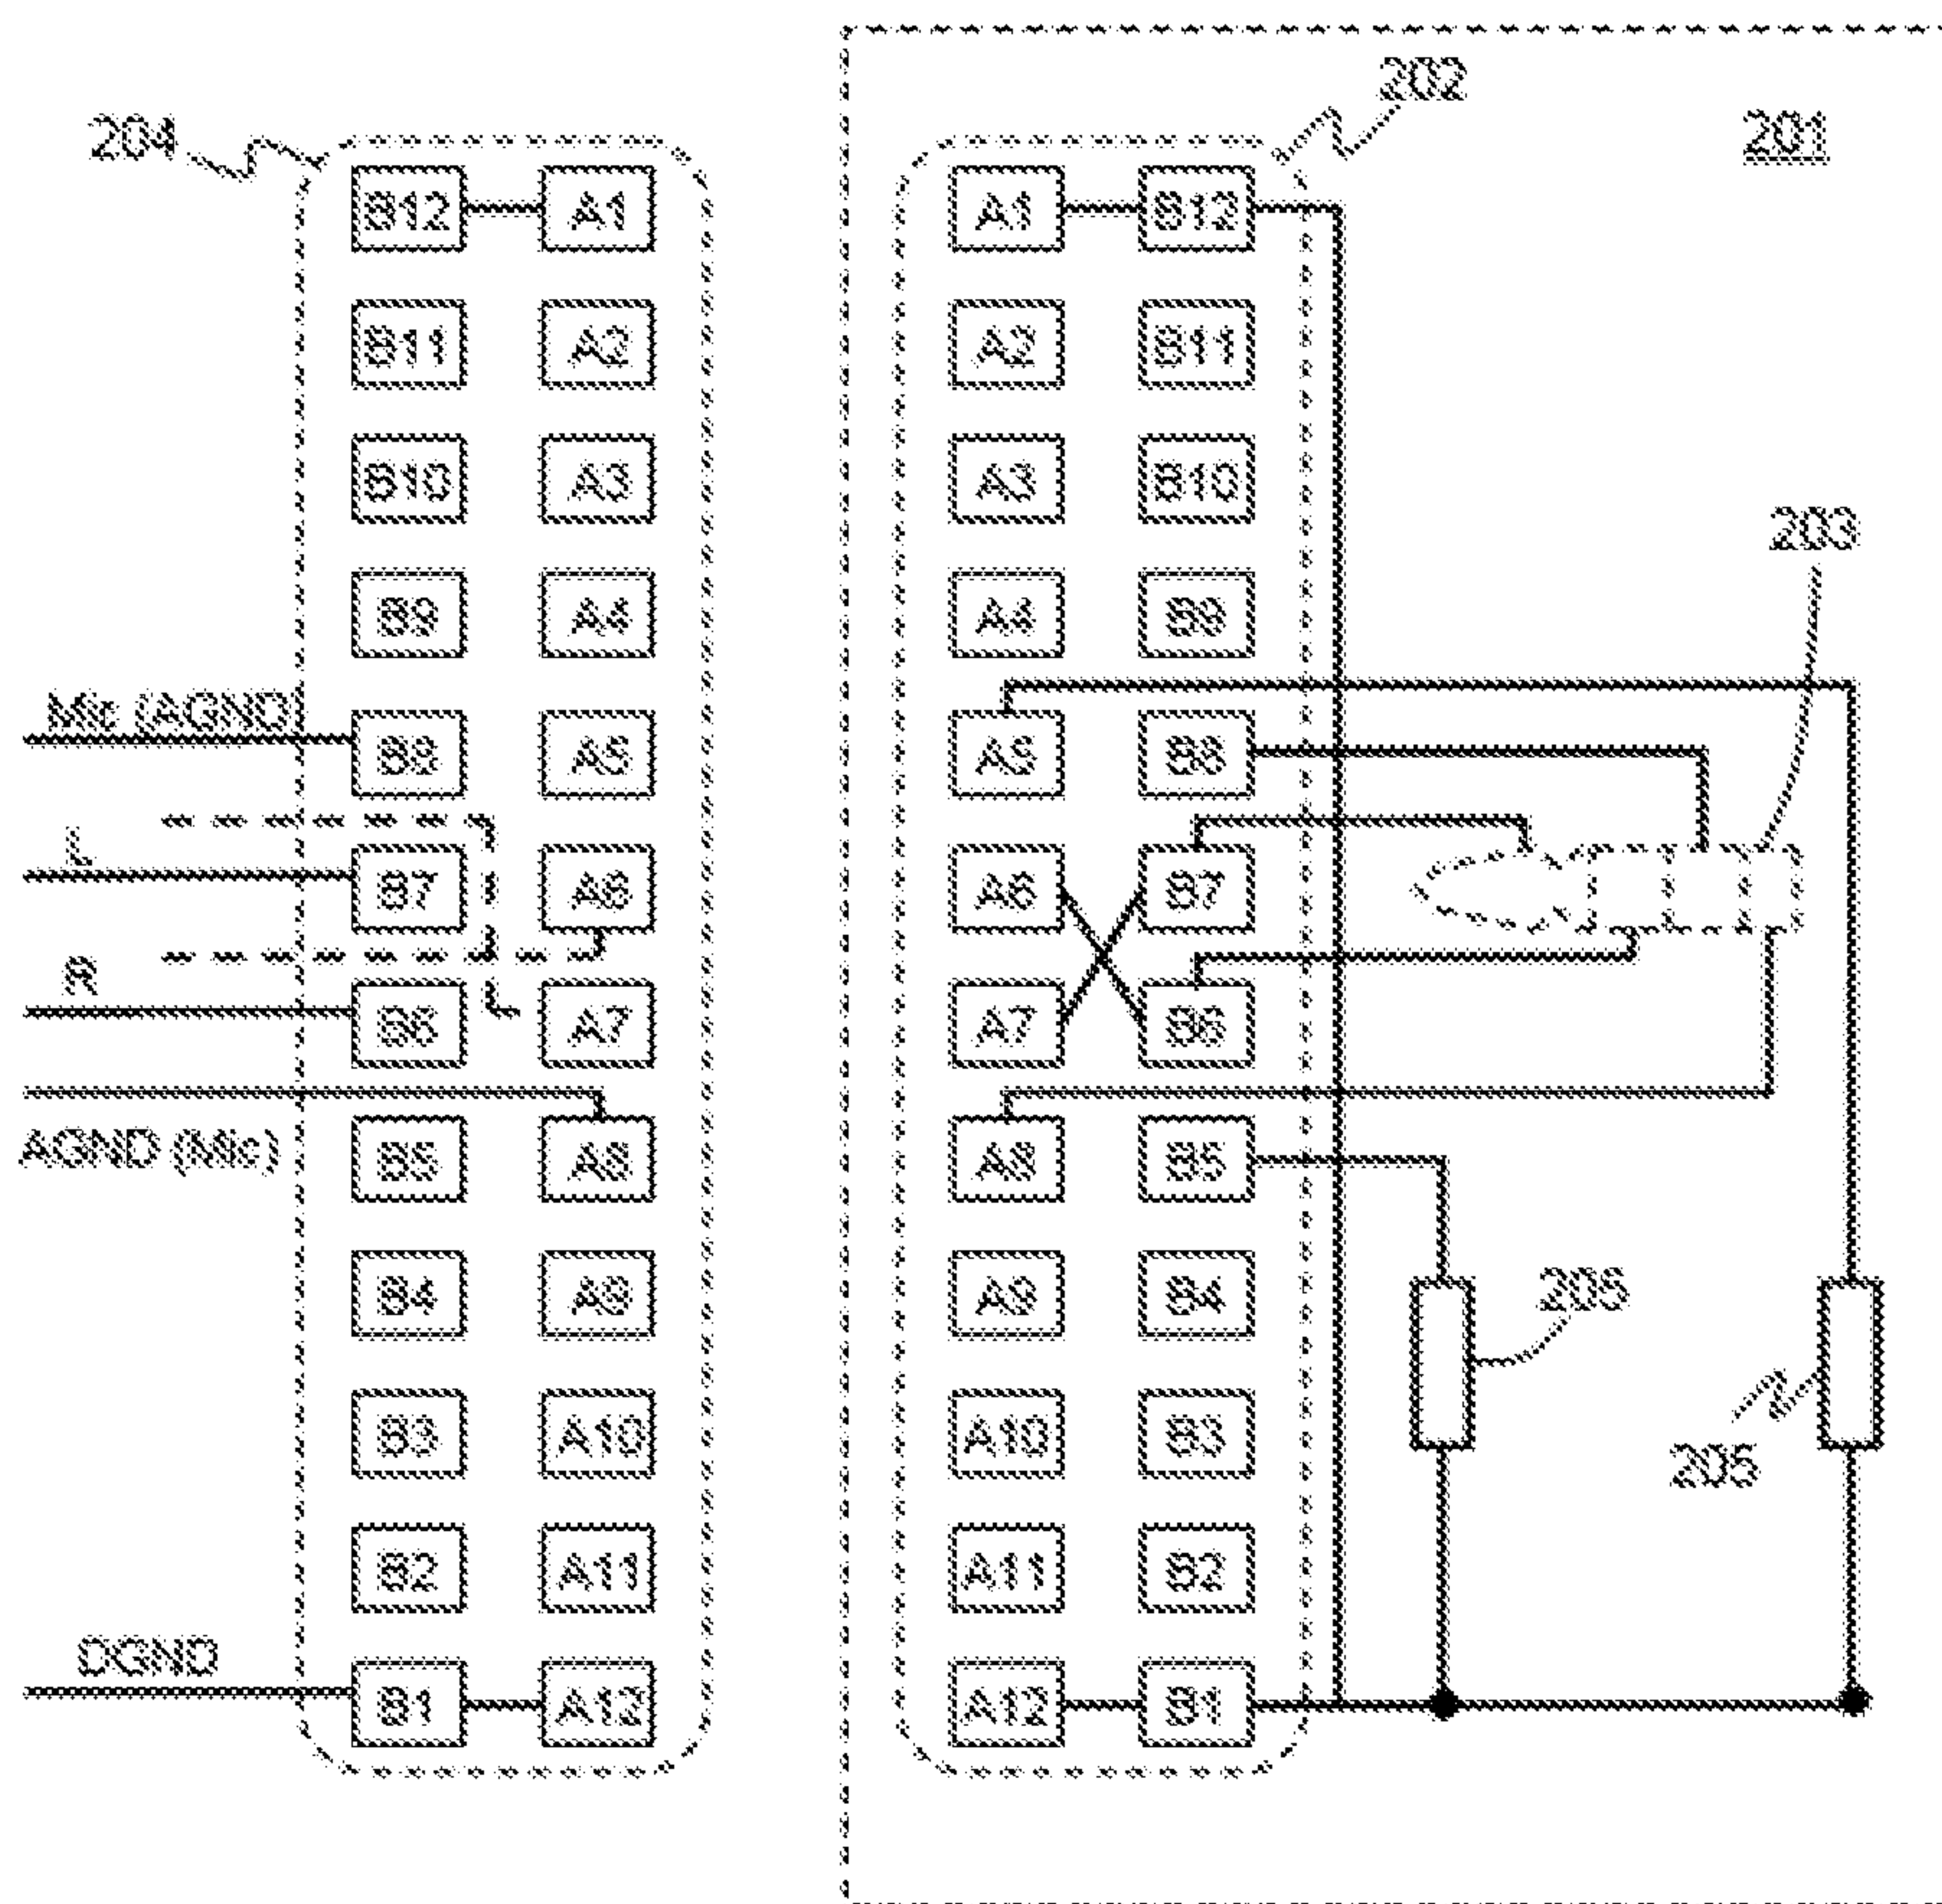 202
204
201
B12 A1 A1 B12
B11 A2 A2 B11
B10 A3 A3 B10
203
B9 A4 A4 B9
Mic (AGND)
B8 A5 A5 B8
L
B7 A6 A6 B7
R
B6 A7 A7 B6
AGND (Mic)
B5 A8 A8 B5
B4 A9 A9 B4
205
B3 A10 A10 B3
205
B2 A11 A11 B2
DGND
B1 A12 A12 B1